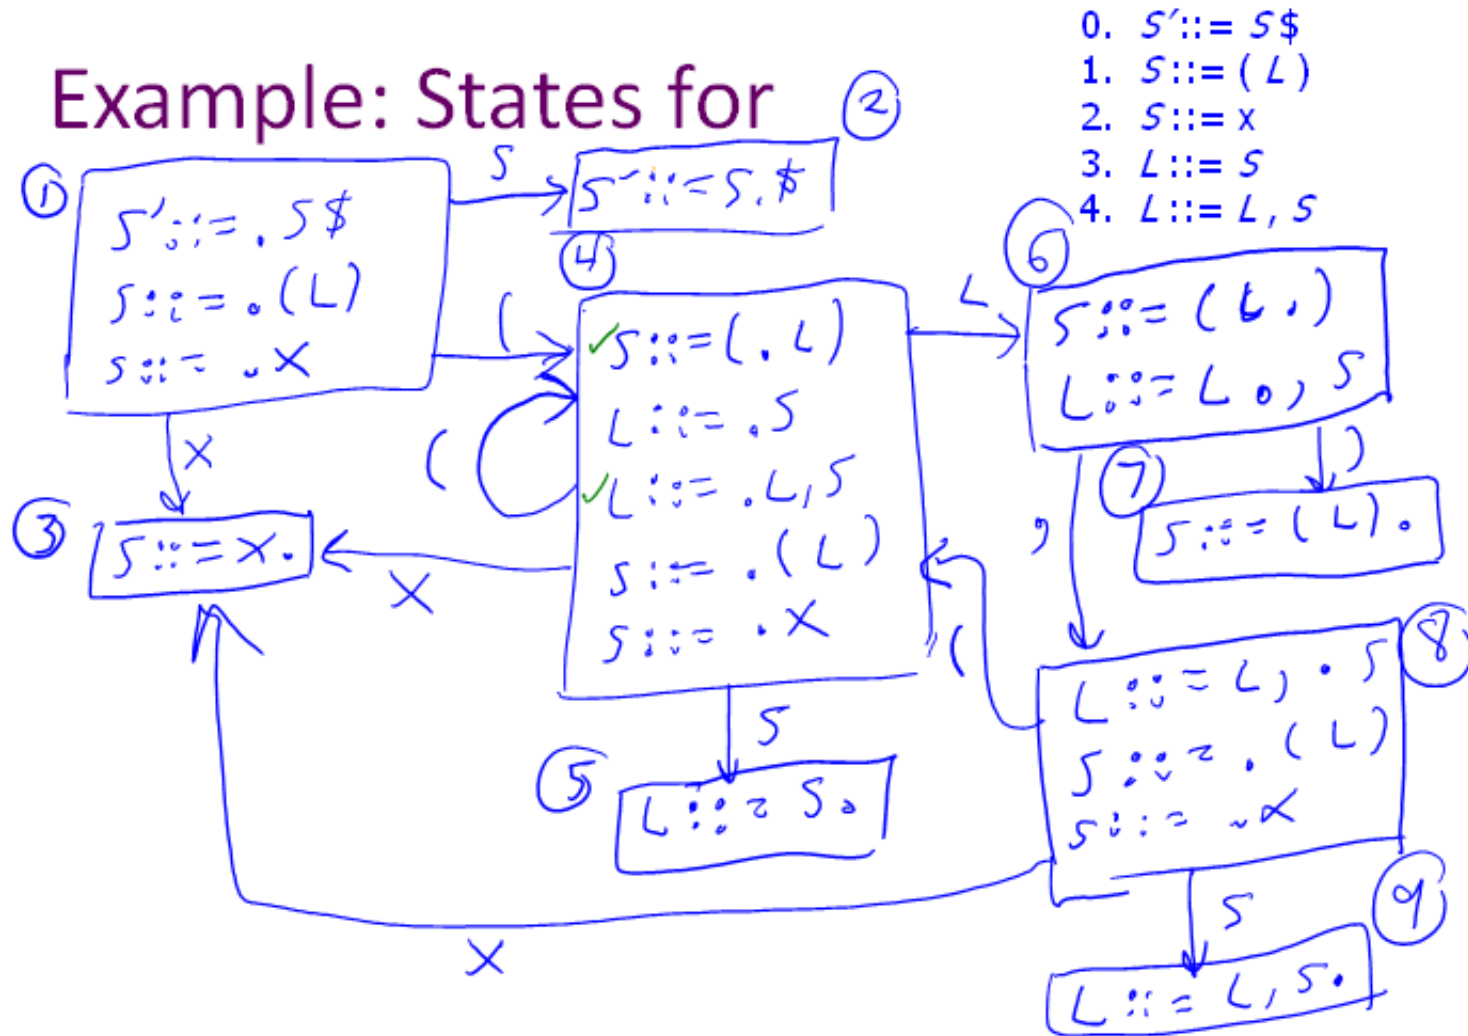 Example: States for
0. S'::= S$
1. S::= ( L )
2. S::= x
3. L::= S
4. L::= L , S
①
S'::= . S$
S::= . (L)
S::= . X
S
②
S'::= S.$
(
X
③
S::= X.
④
S::= (. L)
L::= . S
L::= . L, S
S::= . (L)
S::= . X
(
X
S
⑤
L::= S.
L
⑥
S::= (L .)
L::= L . , S
)
⑦
S::= (L) .
,
⑧
L::= L, . S
S::= . (L)
S::= . X
(
X
S
⑨
L::= L, S.